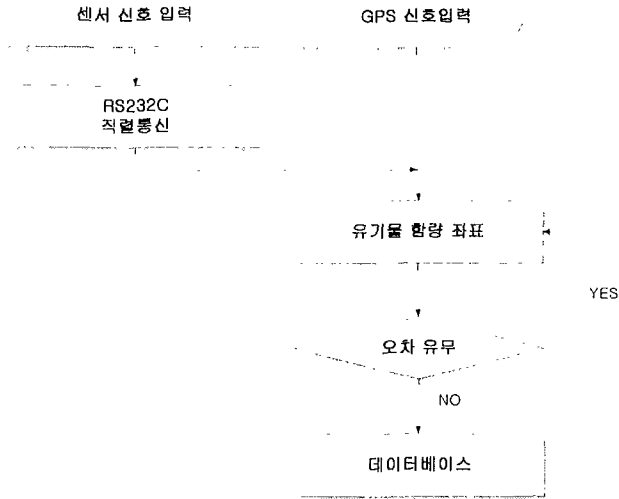 센서 신호 입력
GPS 신호입력
RS232C
직렬통신
유기물 함량 좌표
YES
오차 유무
NO
데이터베이스